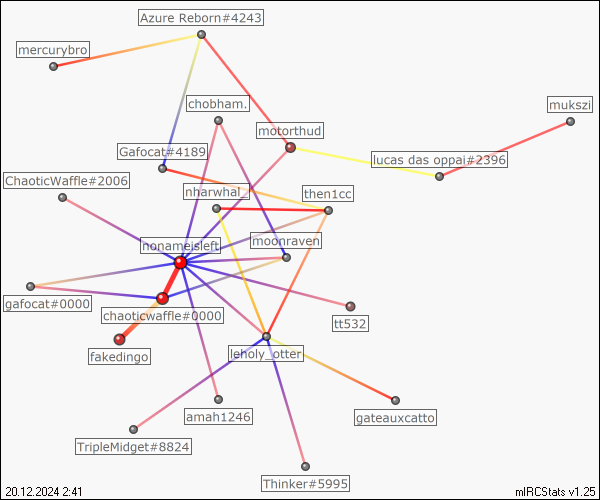 Azure Reborn#4243
mercurybro
chobham.
mukszi
motorthud
Gafocat#4189
lucas das oppai#2396
ChaoticWaffle#2006
nharwhal_
then1cc
honameisleft
moonraven
gafocat#0000
chaoticwaffle#0000
tt532
fakedingo
leholy_otter
amah1246
gateauxcatto
TripleMidget#8824
Thinker#5995
20.12.2024 2:41
mIRCStats v1.25